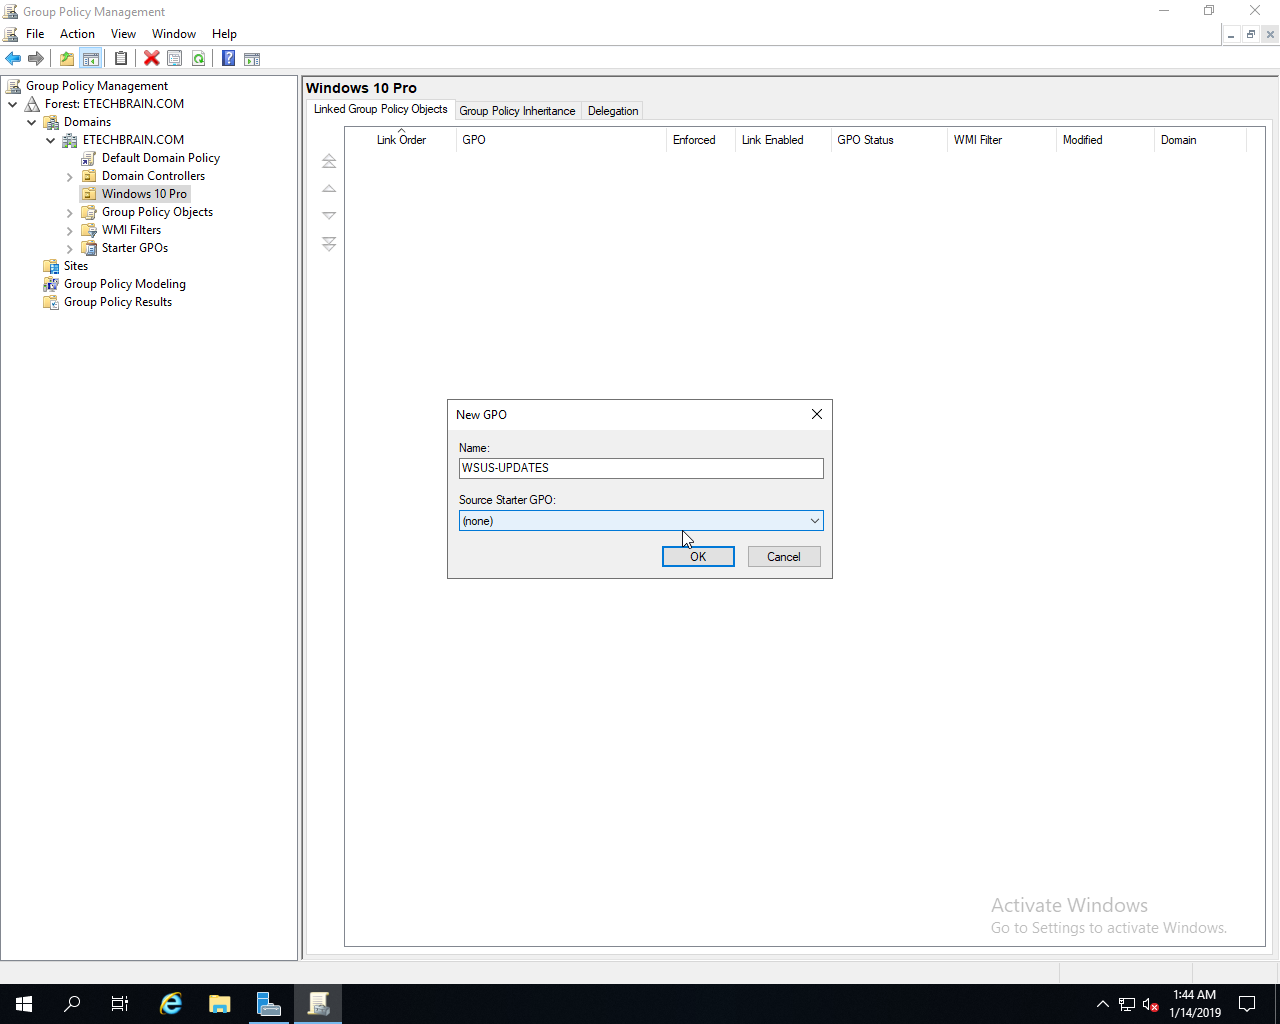 Group Policy Management
File Action View Window Help
Group Policy Management
Forest: ETECHBRAIN.COM
Domains
ETECHBRAIN.COM
Default Domain Policy
Domain Controllers
Windows 10 Pro
Group Policy Objects
WMI Filters
Starter GPOs
Sites
Group Policy Modeling
Group Policy Results
Windows 10 Pro
Linked Group Policy Objects Group Policy Inheritance Delegation
Link Order GPO Enforced Link Enabled GPO Status WMI Filter Modified Domain
New GPO
Name:
WSUS-UPDATES
Source Starter GPO:
(none)
OK Cancel
Activate Windows
Go to Settings to activate Windows.
1:44 AM
1/14/2019